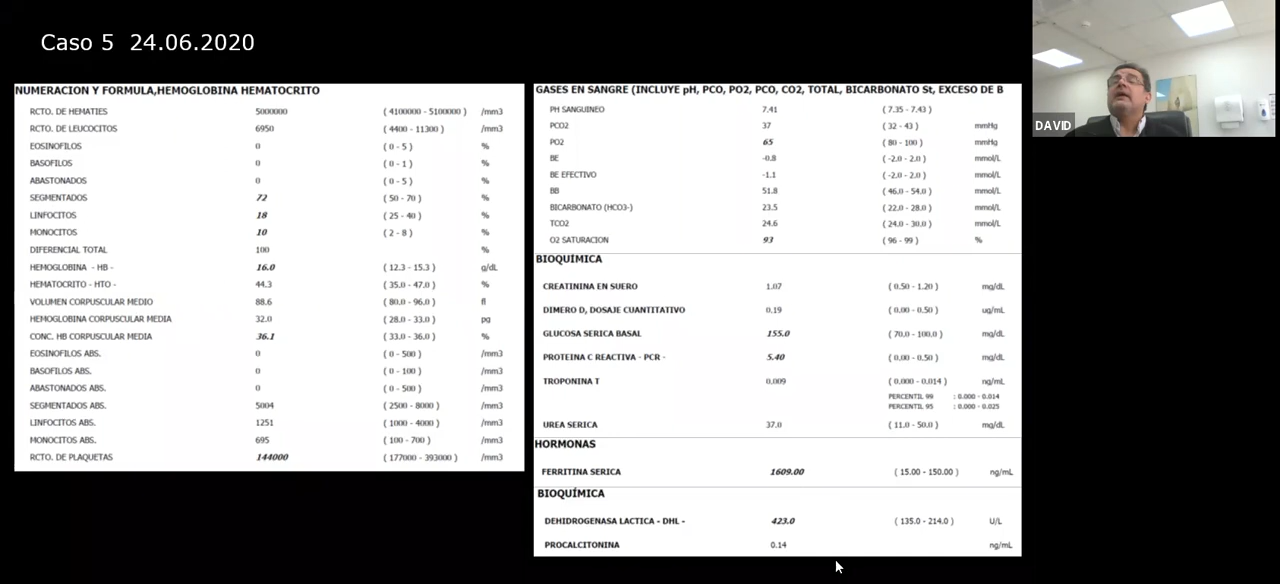 Caso 5 24.06.2020
NUMERACION Y FORMULA,HEMOGLOBINA HEMATOCRITO
RCTO. DE HEMATIES 5000000 ( 4100000 - 5100000 ) /mm3
RCTO. DE LEUCOCITOS 6950 ( 4400 - 11300 ) /mm3
EOSINOFILOS 0 ( 0 - 5 ) %
BASOFILOS 0 ( 0 - 1 ) %
ABASTONADOS 0 ( 0 - 5 ) %
SEGMENTADOS 72 ( 50 - 70 ) %
LINFOCITOS 18 ( 25 - 40 ) %
MONOCITOS 10 ( 2 - 8 ) %
DIFERENCIAL TOTAL 100 %
HEMOGLOBINA - HB - 16.0 ( 12.3 - 15.3 ) g/dL
HEMATOCRITO - HTO - 44.3 ( 35.0 - 47.0 ) %
VOLUMEN CORPUSCULAR MEDIO 88.6 ( 80.0 - 96.0 ) fl
HEMOGLOBINA CORPUSCULAR MEDIA 32.0 ( 28.0 - 33.0 ) pg
CONC. HB CORPUSCULAR MEDIA 36.1 ( 33.0 - 36.0 ) %
EOSINOFILOS ABS. 0 ( 0 - 500 ) /mm3
BASOFILOS ABS. 0 ( 0 - 100 ) /mm3
ABASTONADOS ABS. 0 ( 0 - 500 ) /mm3
SEGMENTADOS ABS. 5004 ( 2500 - 8000 ) /mm3
LINFOCITOS ABS. 1251 ( 1000 - 4000 ) /mm3
MONOCITOS ABS. 695 ( 100 - 700 ) /mm3
RCTO. DE PLAQUETAS 144000 ( 177000 - 393000 ) /mm3
GASES EN SANGRE (INCLUYE pH, PCO, PO2, PCO, CO2, TOTAL, BICARBONATO St, EXCESO DE B
PH SANGUINEO 7.41 ( 7.35 - 7.43 )
PCO2 37 ( 32 - 43 ) mmHg
PO2 65 ( 80 - 100 ) mmHg
BE -0.8 ( -2.0 - 2.0 ) mmol/L
BE EFECTIVO -1.1 ( -2.0 - 2.0 ) mmol/L
BB 51.8 ( 46.0 - 54.0 ) mmol/L
BICARBONATO (HCO3-) 23.5 ( 22.0 - 28.0 ) mmol/L
TCO2 24.6 ( 24.0 - 30.0 ) mmol/L
O2 SATURACION 93 ( 96 - 99 ) %
BIOQUÍMICA
CREATININA EN SUERO 1.07 ( 0.50 - 1.20 ) mg/dL
DIMERO D, DOSAJE CUANTITATIVO 0.19 ( 0.00 - 0.50 ) ug/mL
GLUCOSA SERICA BASAL 155.0 ( 70.0 - 100.0 ) mg/dL
PROTEINA C REACTIVA - PCR - 5.40 ( 0.00 - 0.50 ) mg/dL
TROPONINA T 0.009 ( 0.000 - 0.014 ) ng/mL
PERCENTIL 99 : 0.000 - 0.014
PERCENTIL 95 : 0.000 - 0.025
UREA SERICA 37.0 ( 11.0 - 50.0 ) mg/dL
HORMONAS
FERRITINA SERICA 1609.00 ( 15.00 - 150.00 ) ng/mL
BIOQUÍMICA
DEHIDROGENASA LACTICA - DHL - 423.0 ( 135.0 - 214.0 ) U/L
PROCALCITONINA 0.14 ng/mL
DAVID